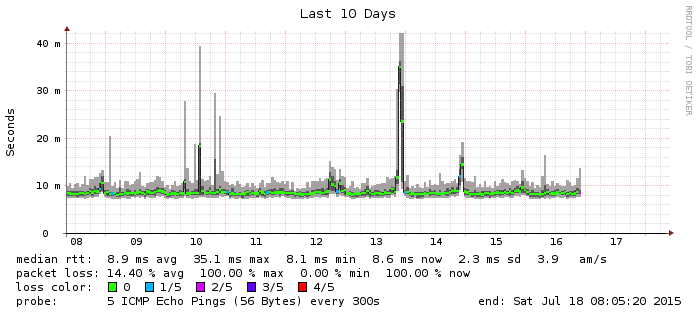 Last 10 Days
RRDTOOL / TOBI OETIKER
Seconds
40 m
30 m
20 m
10 m
0
08 09 10 11 12 13 14 15 16 17
median rtt: 8.9 ms avg 35.1 ms max 8.1 ms min 8.6 ms now 2.3 ms sd 3.9 am/s
packet loss: 14.40 % avg 100.00 % max 0.00 % min 100.00 % now
loss color: 0 1/5 2/5 3/5 4/5
probe: 5 ICMP Echo Pings (56 Bytes) every 300s end: Sat Jul 18 08:05:20 2015